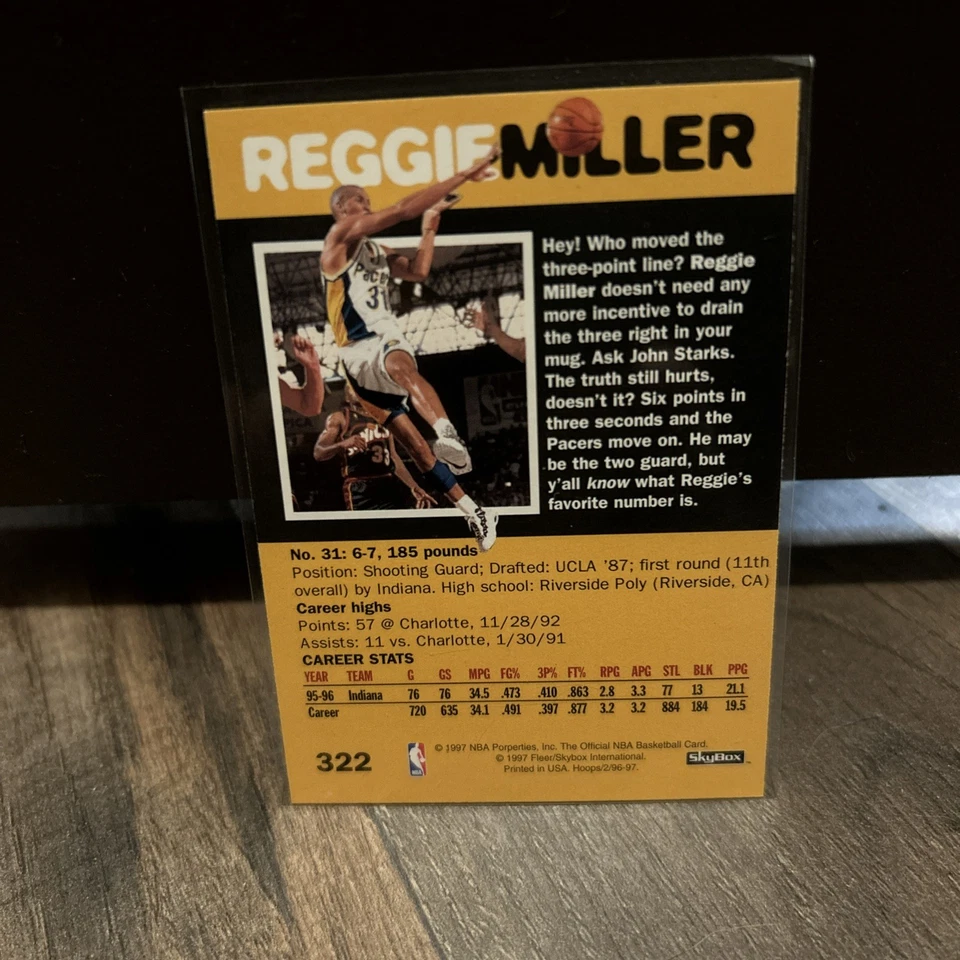 REGGIE MILLER
Hey! Who moved the
three-point line? Reggie
Miller doesn't need any
more incentive to drain
the three right in your
mug. Ask John Starks.
The truth still hurts,
doesn't it? Six points in
three seconds and the
Pacers move on. He may
be the two guard, but
y'all know what Reggie's
favorite number is.
PACERS
31
33
No. 31: 6-7, 185 pounds
Position: Shooting Guard; Drafted: UCLA '87; first round (11th
overall) by Indiana. High school: Riverside Poly (Riverside, CA)
Career highs
Points: 57 @ Charlotte, 11/28/92
Assists: 11 vs. Charlotte, 1/30/91
CAREER STATS
YEAR TEAM G GS MPG FG% 3P% FT% RPG APG STL BLK PPG
95-96 Indiana 76 76 34.5 .473 .410 .863 2.8 3.3 77 13 21.1
Career 720 635 34.1 .491 .397 .877 3.2 3.2 884 184 19.5
322
NBA
© 1997 NBA Porperties, Inc. The Official NBA Basketball Card.
© 1997 Fleer/Skybox International.
Printed in USA. Hoops/2/96-97.
SkyBox